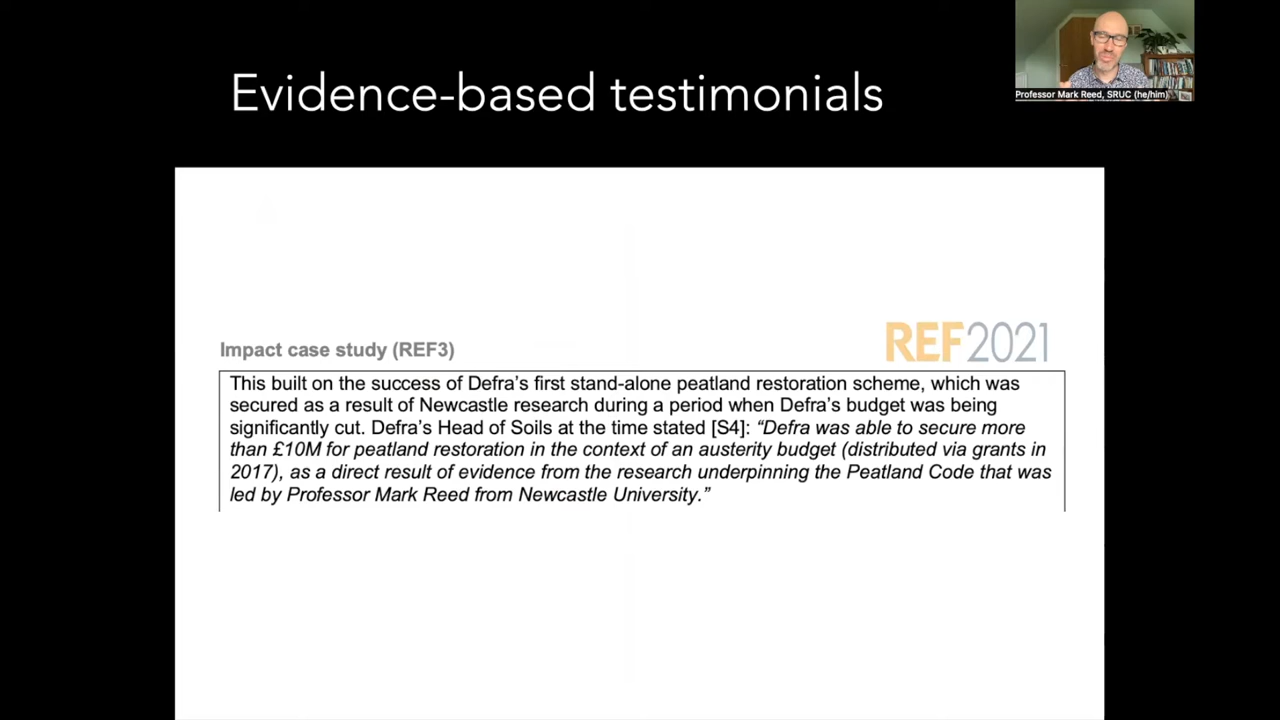 Evidence-based testimonials
Professor Mark Reed, SRUC (he/him)
REF2021
Impact case study (REF3)
This built on the success of Defra’s first stand-alone peatland restoration scheme, which was
secured as a result of Newcastle research during a period when Defra’s budget was being
significantly cut. Defra’s Head of Soils at the time stated [S4]: “Defra was able to secure more
than £10M for peatland restoration in the context of an austerity budget (distributed via grants in
2017), as a direct result of evidence from the research underpinning the Peatland Code that was
led by Professor Mark Reed from Newcastle University.”